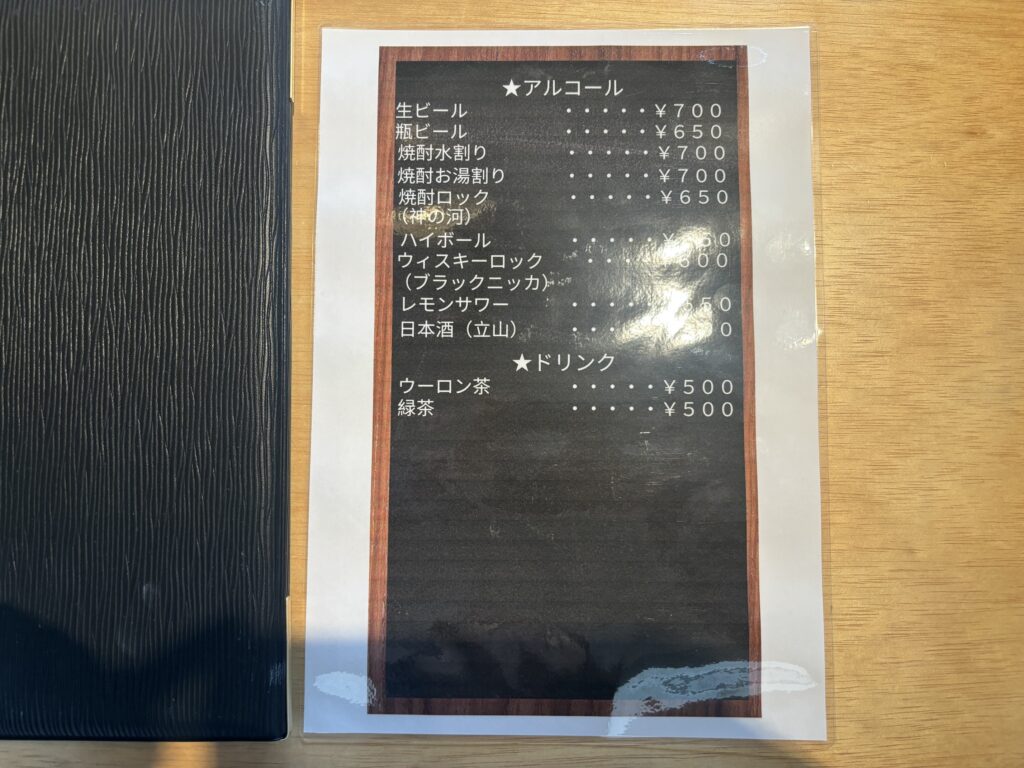 ★アルコール
生ビール ・・・・・￥７００
瓶ビール ・・・・・￥６５０
焼酎水割り ・・・・・￥７００
焼酎お湯割り ・・・・・￥７００
焼酎ロック ・・・・・￥６５０
（神の河）
ハイボール ・・・・・
ウィスキーロック ・・・・・￥６００
（ブラックニッカ）
レモンサワー ・・・・・
日本酒（立山） ・・・・・
★ドリンク
ウーロン茶 ・・・・・￥５００
緑茶 ・・・・・￥５００